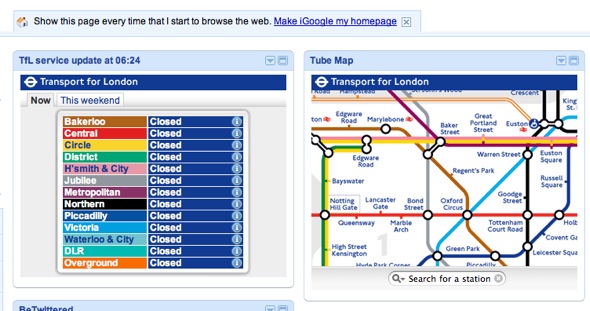 Show this page every time that I start to browse the web. Make iGoogle my homepage
TfL service update at 06:24
Transport for London
Now
This weekend
Bakerloo Closed
Central Closed
Circle Closed
District Closed
H'smith & City Closed
Jubilee Closed
Metropolitan Closed
Northern Closed
Piccadilly Closed
Victoria Closed
Waterloo & City Closed
DLR Closed
Overground Closed
BeTwittered
Tube Map
Transport for London
Road
Hampstead
Crescent
King
St
Edgware
Road
Marylebone
Baker
Street
Great
Portland
Street
Euston
Edgware
Road
Warren Street
Euston
Square
Bayswater
Regent's Park
Russell
Square
Goodge
Street
Notting
Hill Gate
Lancaster
Gate
Bond
Street
Oxford
Circus
Queensway
Marble
Arch
Tottenham
Court Road
Holb
1
Covent Ga
High Street
Kensington
Green Park
Leicester Squar
Hyde Park Corner
Piccadilly
Search for a station